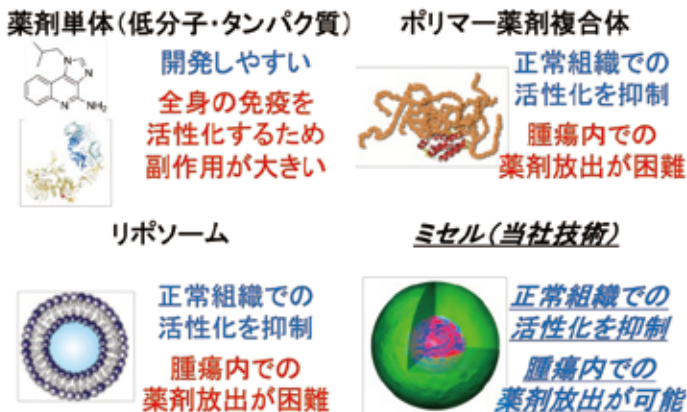 薬剤単体(低分子・タンパク質)
N
N
N
NH2
開発しやすい
全身の免疫を
活性化するため
副作用が大きい
ポリマー薬剤複合体
正常組織での
活性化を抑制
腫瘍内での
薬剤放出が困難
リポソーム
正常組織での
活性化を抑制
腫瘍内での
薬剤放出が困難
ミセル(当社技術)
正常組織での
活性化を抑制
腫瘍内での
薬剤放出が可能